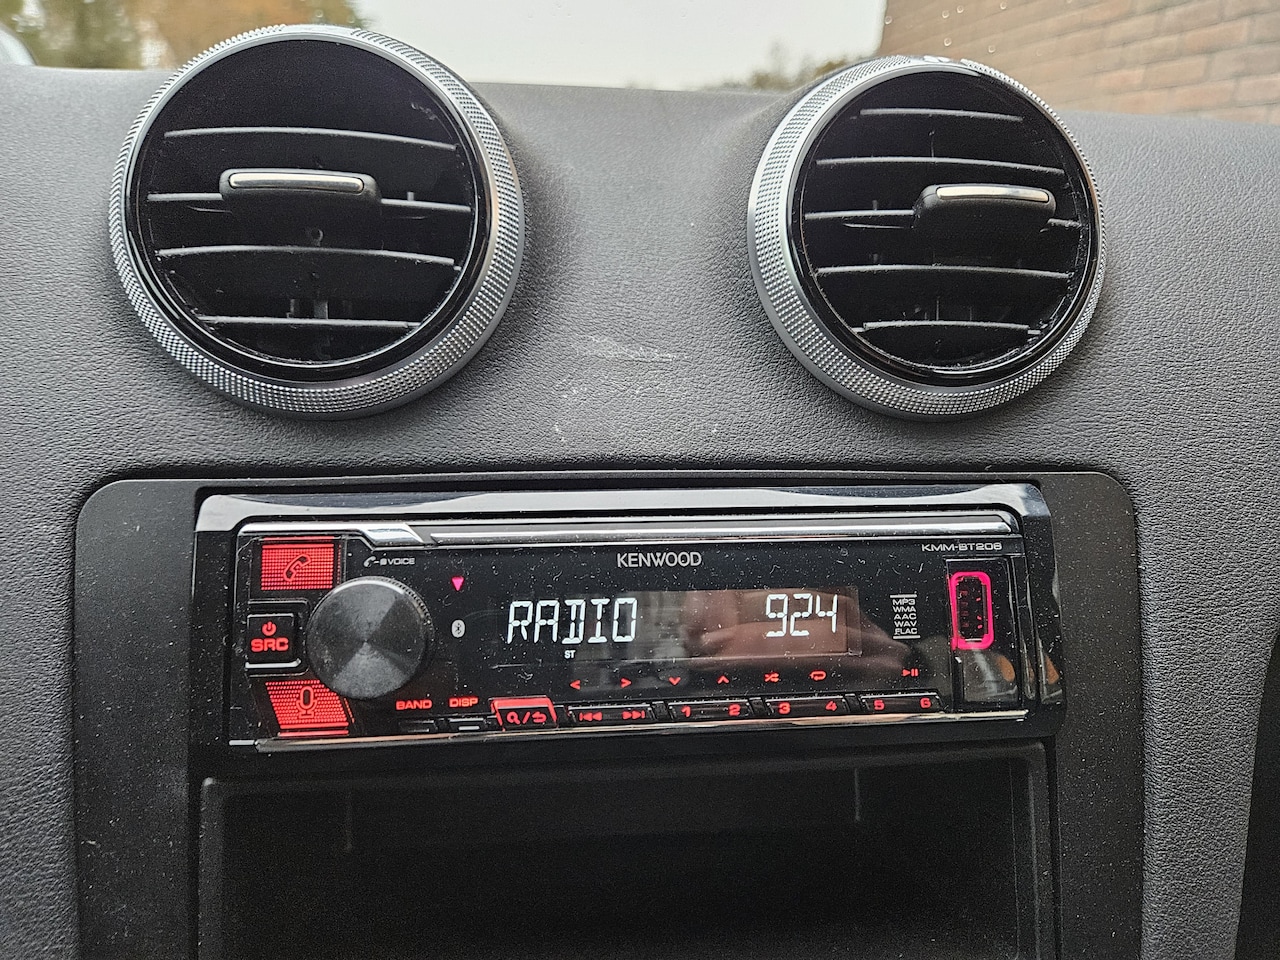 VOICE
KENWOOD
KMM-BT206
RADIO 924
ST
MP3
WMA
AAC
WAV
FLAC
SRC
BAND
DISP
1 2 3 4 5 6